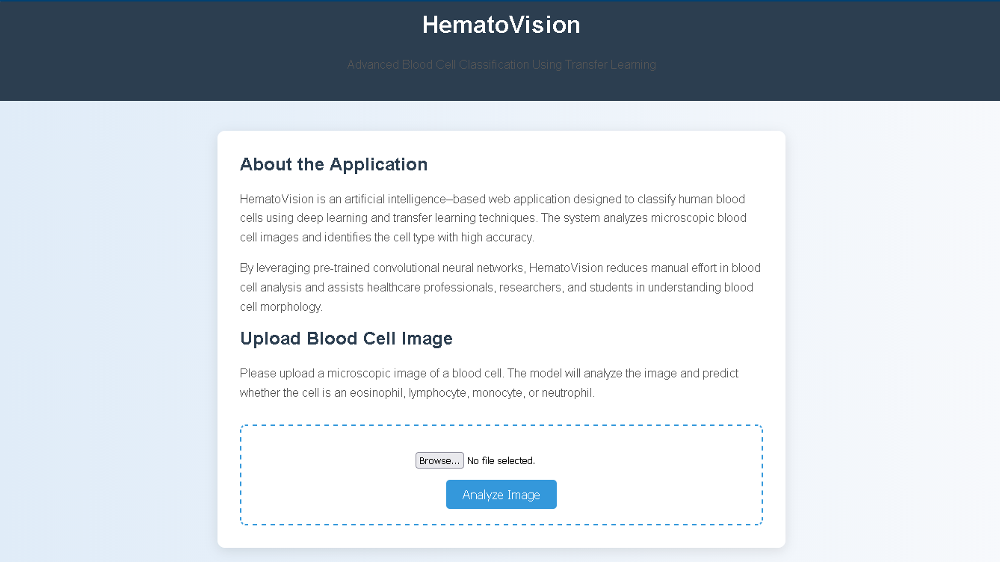 HematoVision
Advanced Blood Cell Classification Using Transfer Learning
About the Application
HematoVision is an artificial intelligence–based web application designed to classify human blood
cells using deep learning and transfer learning techniques. The system analyzes microscopic blood
cell images and identifies the cell type with high accuracy.
By leveraging pre-trained convolutional neural networks, HematoVision reduces manual effort in blood
cell analysis and assists healthcare professionals, researchers, and students in understanding blood
cell morphology.
Upload Blood Cell Image
Please upload a microscopic image of a blood cell. The model will analyze the image and predict
whether the cell is an eosinophil, lymphocyte, monocyte, or neutrophil.
Browse... No file selected.
Analyze Image